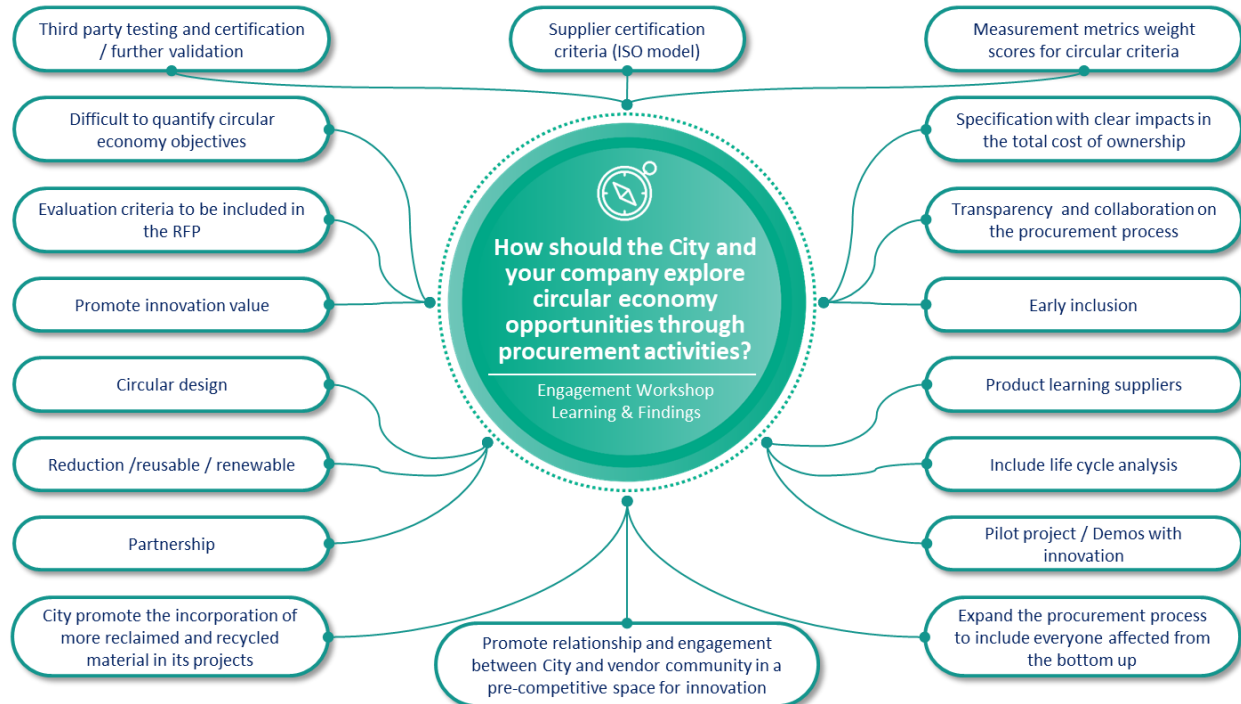 Third party testing and certification
/ further validation
Supplier certification
criteria (ISO model)
Measurement metrics weight
scores for circular criteria
Difficult to quantify circular
economy objectives
Specification with clear impacts in
the total cost of ownership
Evaluation criteria to be included in
the RFP
Transparency and collaboration on
the procurement process
Promote innovation value
Early inclusion
How should the City and
your company explore
circular economy
opportunities through
procurement activities?
Engagement Workshop
Learning & Findings
Circular design
Product learning suppliers
Reduction /reusable / renewable
Include life cycle analysis
Partnership
Pilot project / Demos with
innovation
City promote the incorporation of
more reclaimed and recycled
material in its projects
Promote relationship and engagement
between City and vendor community in a
pre-competitive space for innovation
Expand the procurement process
to include everyone affected from
the bottom up